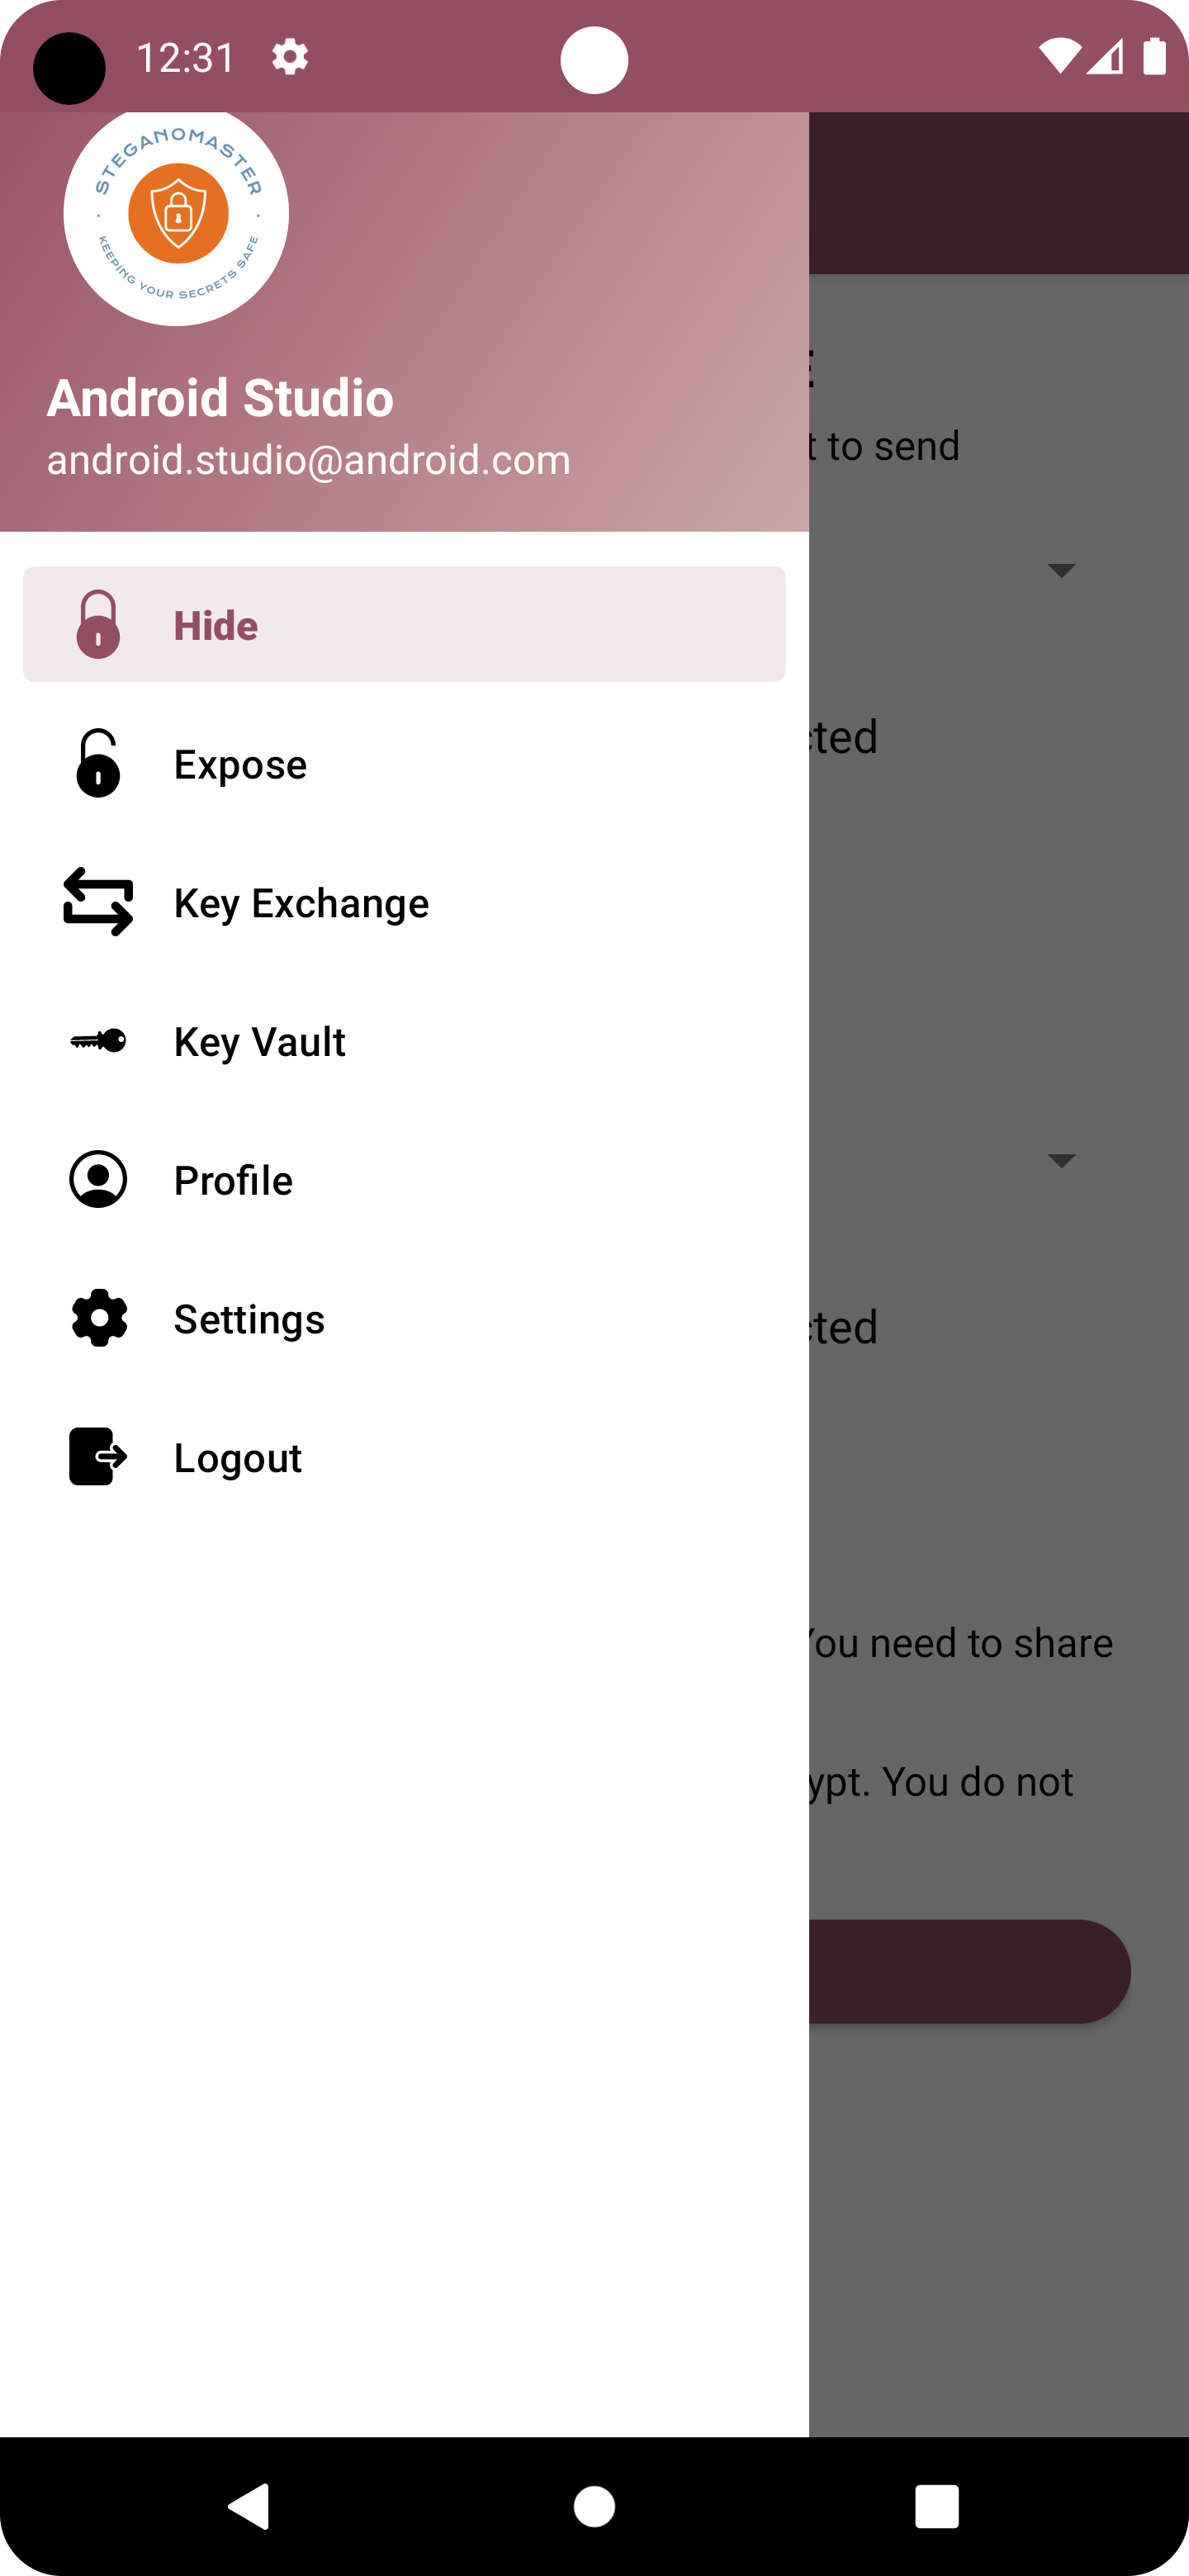 12:31
STEGANOMASTER
KEEPING YOUR SECRETS SAFE
Android Studio
android.studio@android.com
t to send
Hide
Expose
cted
Key Exchange
Key Vault
Profile
Settings
cted
Logout
You need to share
ypt. You do not